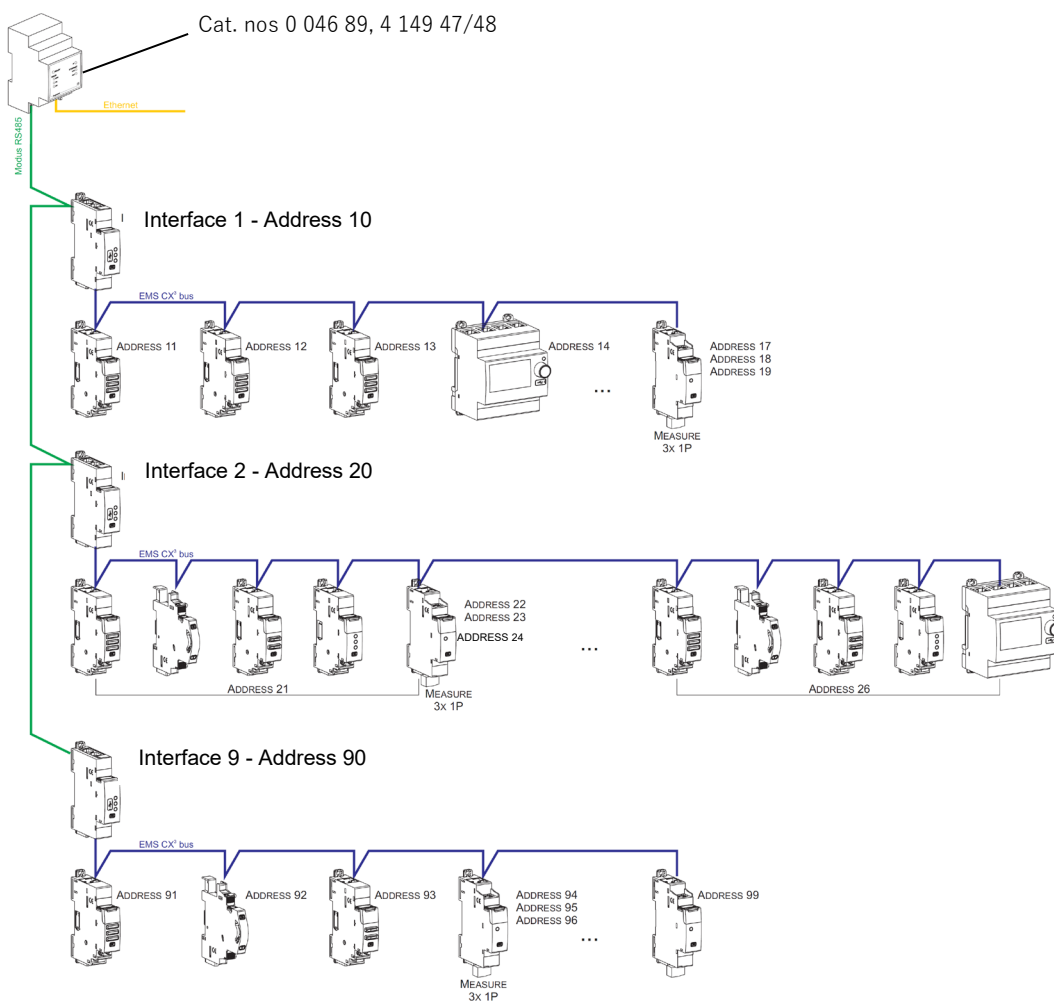 Cat. nos 0 046 89, 4 149 47/48
Ethernet
Modus RS485
Interface 1 - Address 10
EMS CX³ bus
ADDRESS 11
ADDRESS 12
ADDRESS 13
ADDRESS 14
ADDRESS 17
ADDRESS 18
ADDRESS 19
...
MEASURE
3X 1P
Interface 2 - Address 20
EMS CX³ bus
ADDRESS 22
ADDRESS 23
ADDRESS 24
...
ADDRESS 21
MEASURE
3X 1P
ADDRESS 26
Interface 9 - Address 90
EMS CX³ bus
ADDRESS 91
ADDRESS 92
ADDRESS 93
ADDRESS 94
ADDRESS 95
ADDRESS 96
ADDRESS 99
...
MEASURE
3X 1P